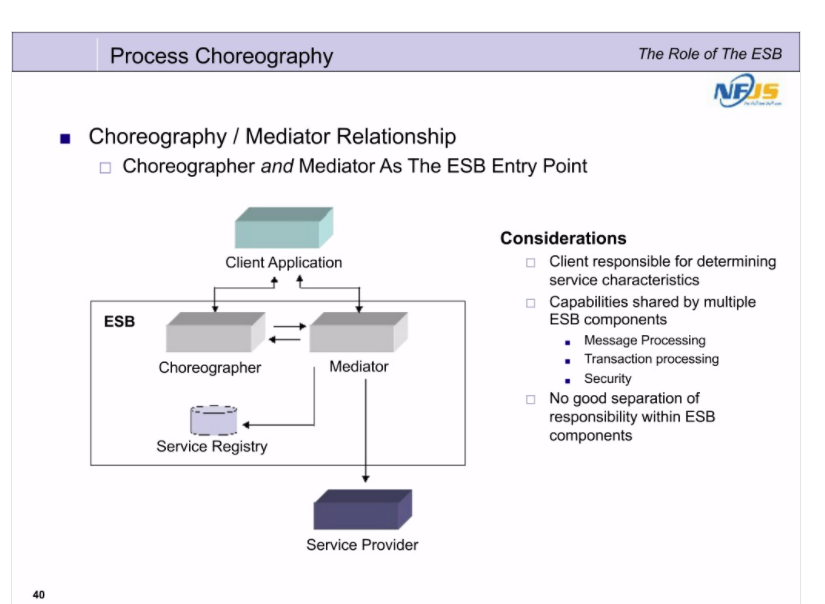 Process Choreography
The Role of The ESB
NFJS
Choreography / Mediator Relationship
Choreographer and Mediator As The ESB Entry Point
Client Application
ESB
Choreographer
Mediator
Service Registry
Service Provider
Considerations
Client responsible for determining
service characteristics
Capabilities shared by multiple
ESB components
Message Processing
Transaction processing
Security
No good separation of
responsibility within ESB
components
40